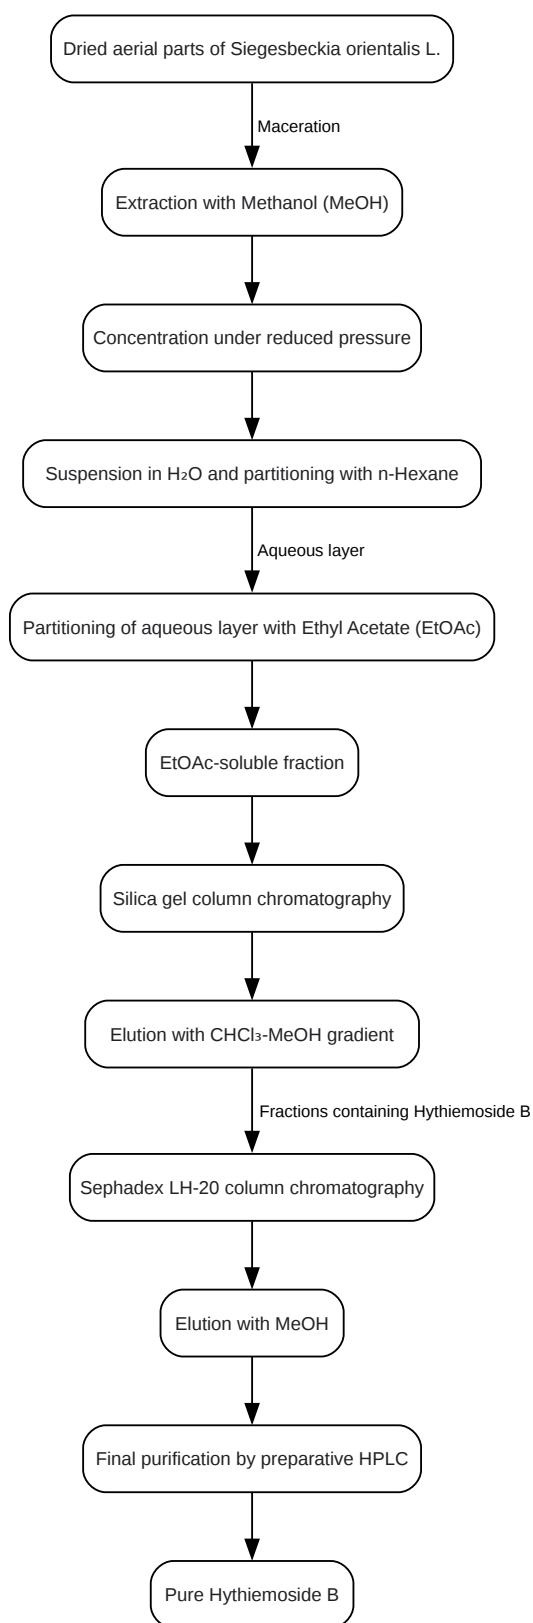 Dried aerial parts of Siegesbeckia orientalis L.
Maceration
Extraction with Methanol (MeOH)
Concentration under reduced pressure
Suspension in H₂O and partitioning with n-Hexane
Aqueous layer
Partitioning of aqueous layer with Ethyl Acetate (EtOAc)
EtOAc-soluble fraction
Silica gel column chromatography
Elution with CHCl₃-MeOH gradient
Fractions containing Hythiemoside B
Sephadex LH-20 column chromatography
Elution with MeOH
Final purification by preparative HPLC
Pure Hythiemoside B